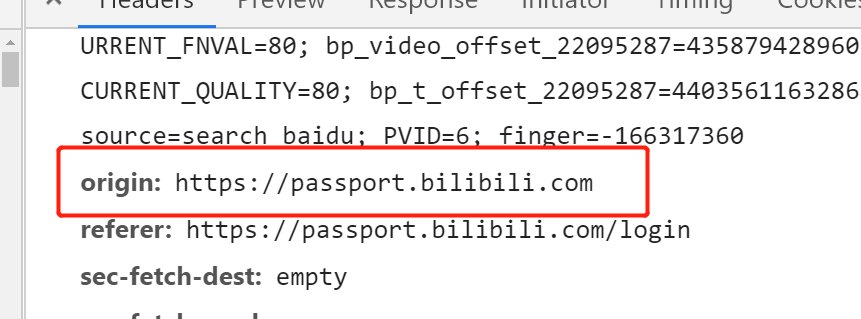 Headers Preview Response Initiator Timing Cookies
URRENT_FNVAL=80; bp_video_offset_22095287=435879428960
CURRENT_QUALITY=80; bp_t_offset_22095287=4403561163286
source=search_baidu; PVID=6; finger=-166317360
origin: https://passport.bilibili.com
referer: https://passport.bilibili.com/login
sec-fetch-dest: empty